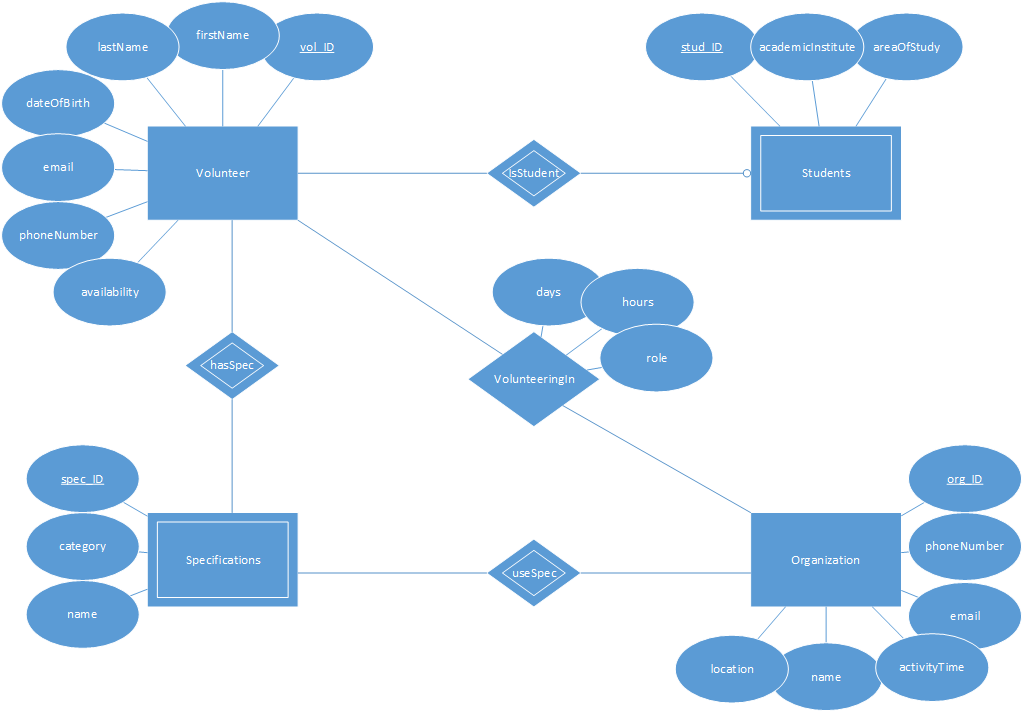 lastName
firstName
vol_ID
stud_ID
academicInstitute
areaOfStudy
dateOfBirth
email
phoneNumber
availability
Volunteer
IsStudent
Students
days
hours
role
hasSpec
VolunteeringIn
spec_ID
category
name
Specifications
useSpec
Organization
org_ID
phoneNumber
email
activityTime
location
name